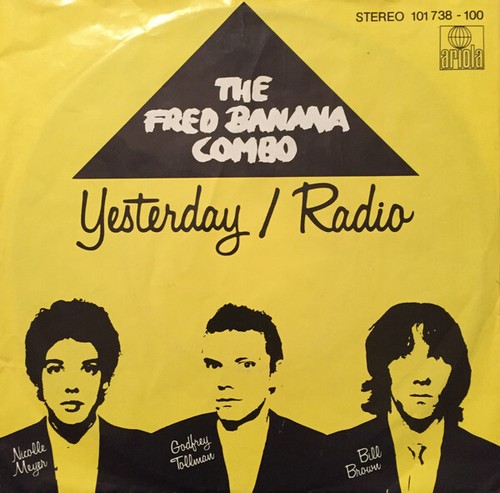 STEREO 101 738 - 100
ariola
THE
FRED BANANA
COMBO
Yesterday / Radio
Nicolle
Meyer
Godfrey
Tollman
Bill
Brown